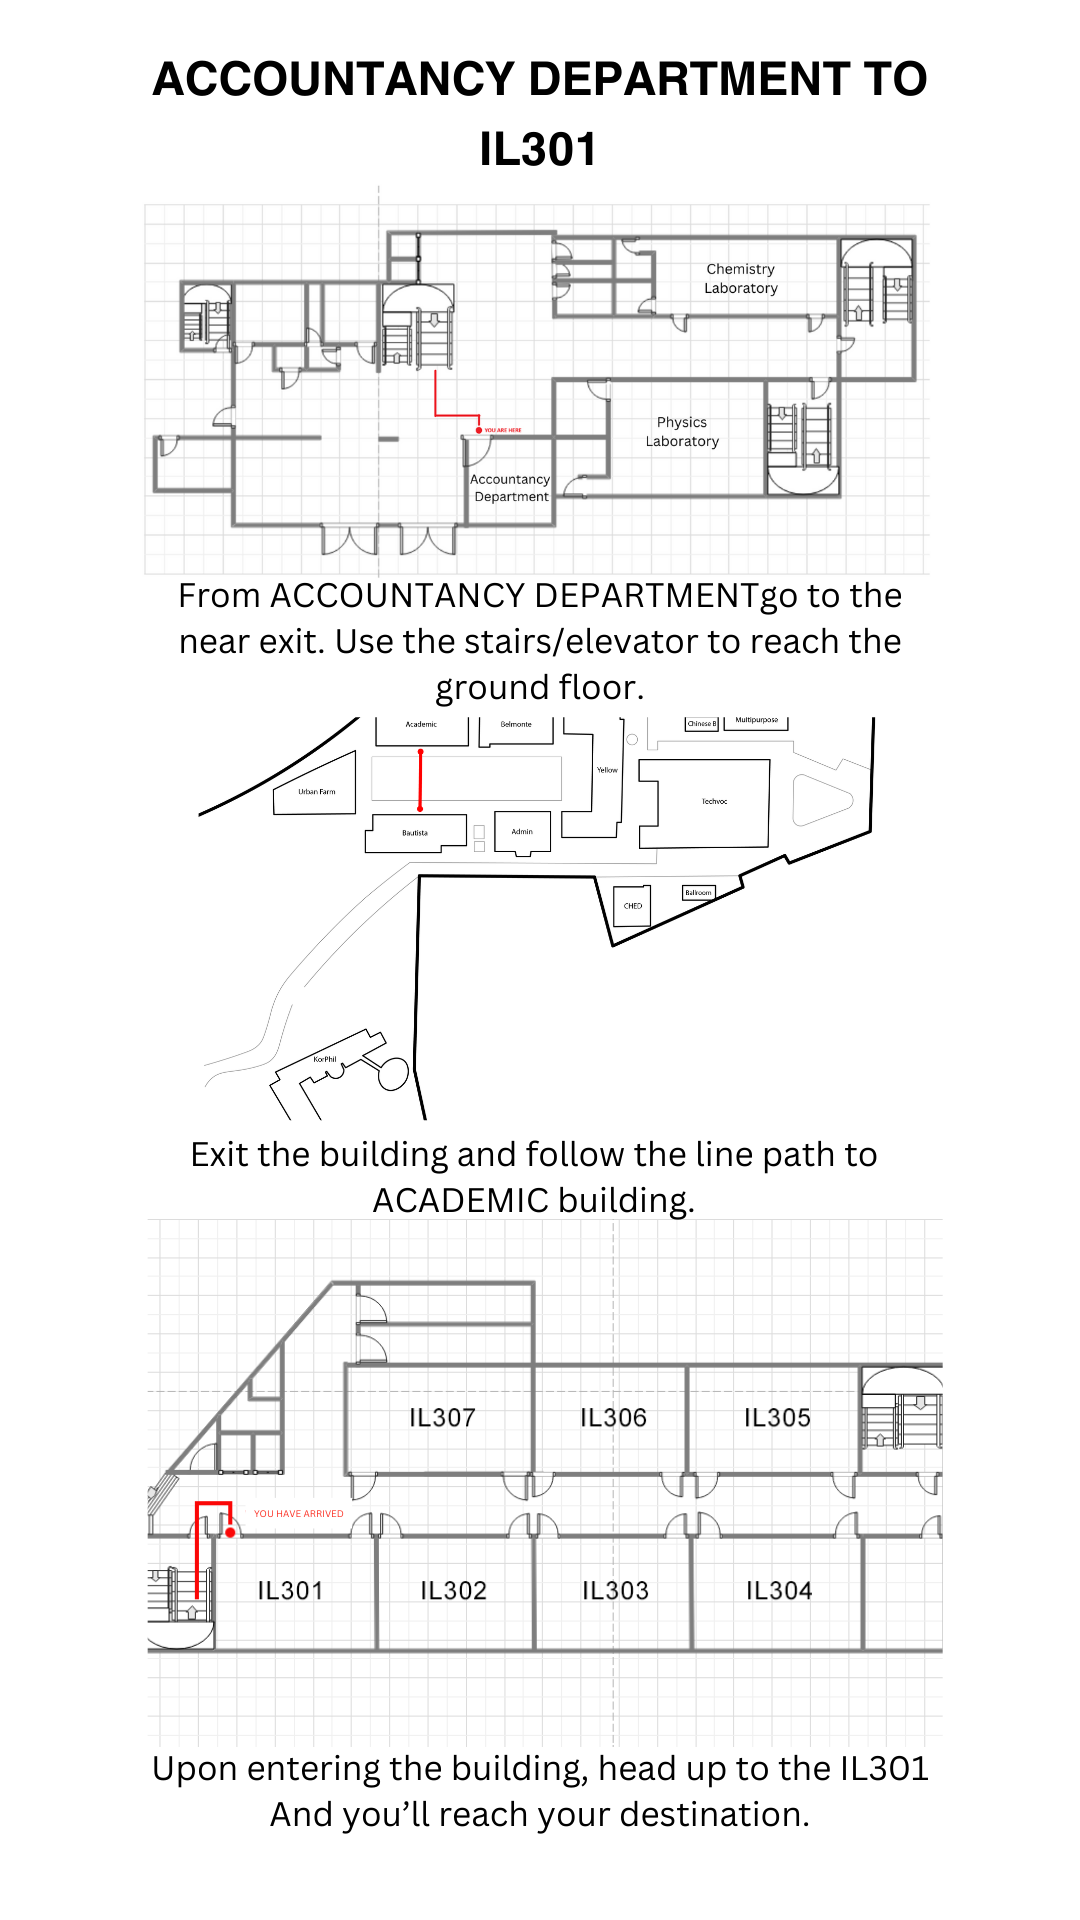 ACCOUNTANCY DEPARTMENT TO
IL301
Chemistry
Laboratory
Physics
Laboratory
YOU ARE HERE
Accountancy
Department
From ACCOUNTANCY DEPARTMENTgo to the
near exit. Use the stairs/elevator to reach the
ground floor.
Academic
Belmonte
Chinese B
Multipurpose
Urban Farm
Yellow
Techvoc
Bautista
Admin
CHED
Ballroom
KorPhil
Exit the building and follow the line path to
ACADEMIC building.
IL307
IL306
IL305
YOU HAVE ARRIVED
IL301
IL302
IL303
IL304
Upon entering the building, head up to the IL301
And you’ll reach your destination.